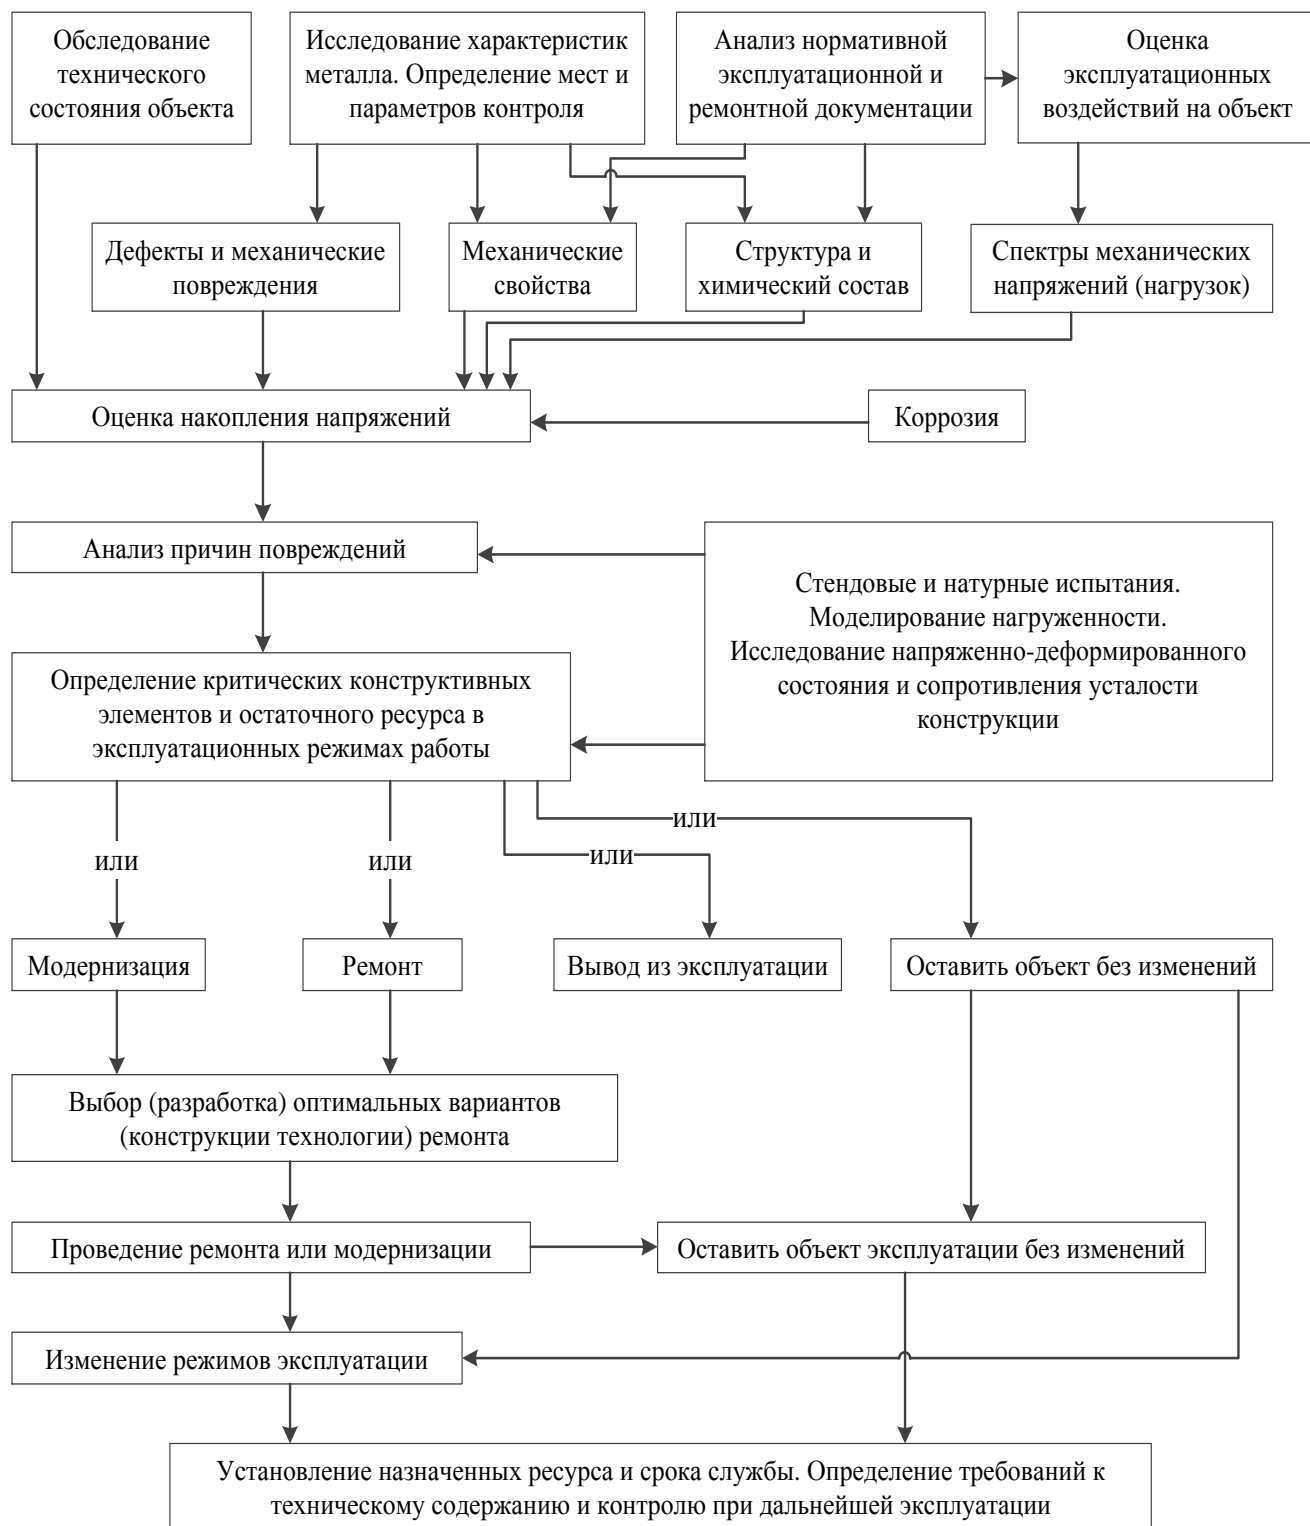 Обследование
технического
состояния объекта
Исследование характеристик
металла. Определение мест и
параметров контроля
Анализ нормативной
эксплуатационной и
ремонтной документации
Оценка
эксплуатационных
воздействий на объект
Дефекты и механические
повреждения
Механические
свойства
Структура и
химический состав
Спектры механических
напряжений (нагрузок)
Оценка накопления напряжений
Коррозия
Анализ причин повреждений
Стендовые и натурные испытания.
Моделирование нагруженности.
Исследование напряженно-деформированного
состояния и сопротивления усталости
конструкции
Определение критических конструктивных
элементов и остаточного ресурса в
эксплуатационных режимах работы
или
или
или
или
Модернизация
Ремонт
Вывод из эксплуатации
Оставить объект без изменений
Выбор (разработка) оптимальных вариантов
(конструкции технологии) ремонта
Проведение ремонта или модернизации
Оставить объект эксплуатации без изменений
Изменение режимов эксплуатации
Установление назначенных ресурса и срока службы. Определение требований к
техническому содержанию и контролю при дальнейшей эксплуатации